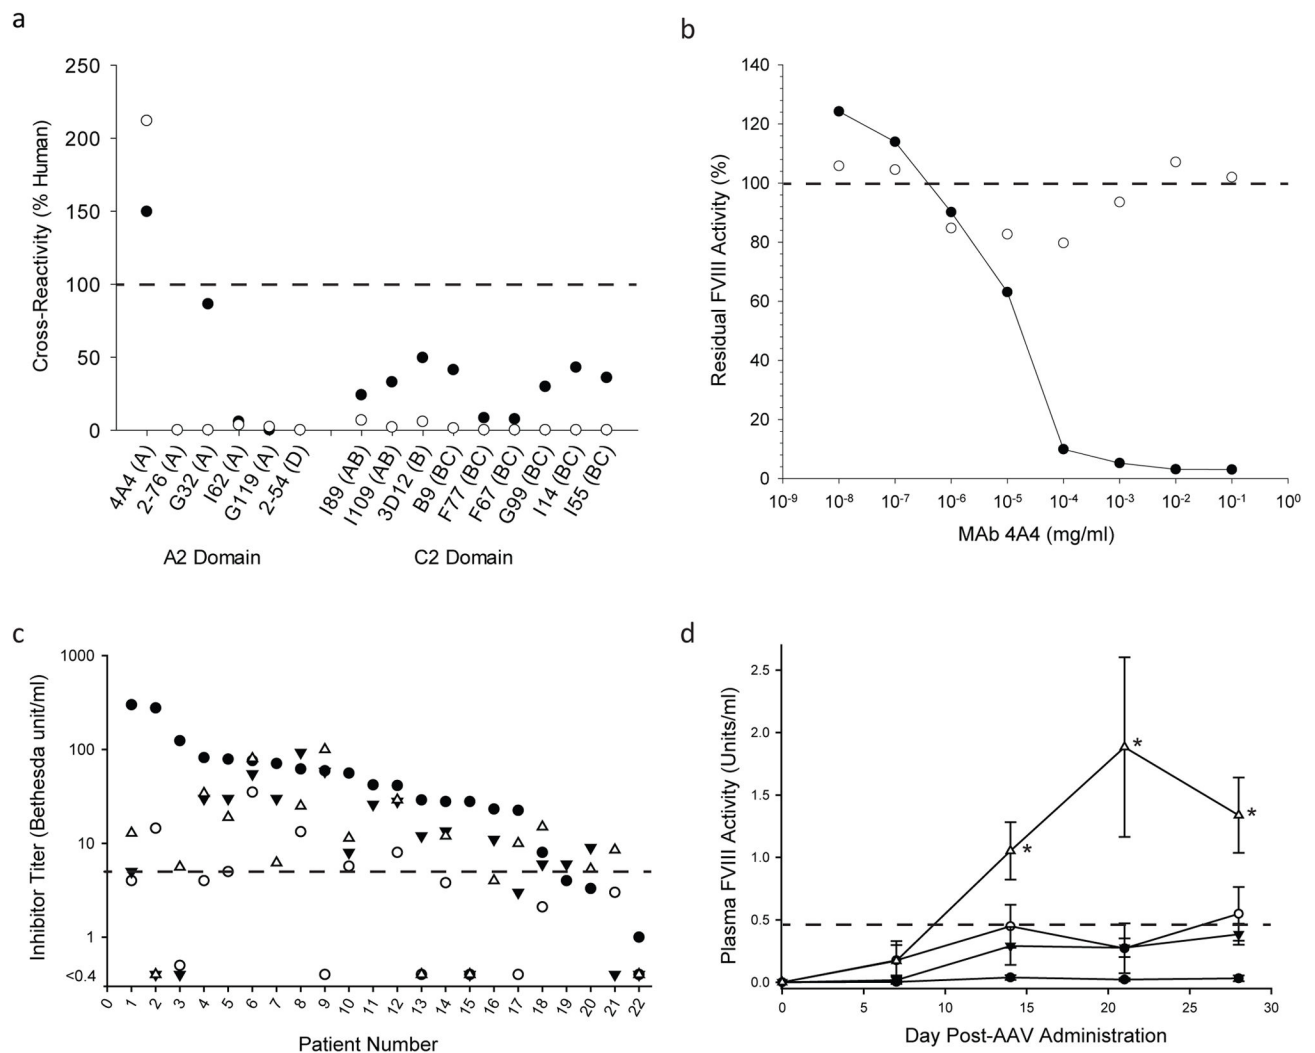 a
Cross-Reactivity (% Human)
250
200
150
100
50
0
4A4 (A)
2-76 (A)
G32 (A)
I62 (A)
G119 (A)
2-54 (D)
I89 (AB)
I109 (AB)
3D12 (B)
B9 (BC)
F77 (BC)
F67 (BC)
G99 (BC)
I14 (BC)
I55 (BC)
A2 Domain
C2 Domain
b
Residual FVIII Activity (%)
140
120
100
80
60
40
20
0
10-9 10-8 10-7 10-6 10-5 10-4 10-3 10-2 10-1 100
MAb 4A4 (mg/ml)
c
Inhibitor Titer (Bethesda unit/ml)
1000
100
10
1
<0.4
0 1 2 3 4 5 6 7 8 9 10 11 12 13 14 15 16 17 18 19 20 21 22
Patient Number
d
Plasma FVIII Activity (Units/ml)
2.5
2.0
1.5
1.0
0.5
0.0
* * *
0 5 10 15 20 25 30
Day Post-AAV Administration